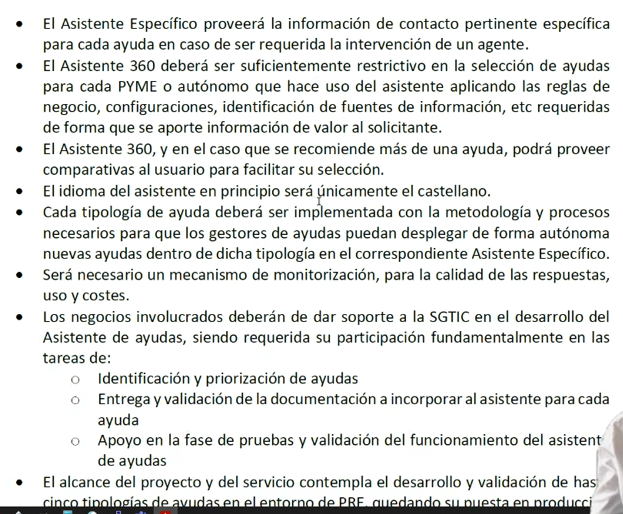 • El Asistente Específico proveerá la información de contacto pertinente específica
para cada ayuda en caso de ser requerida la intervención de un agente.
• El Asistente 360 deberá ser suficientemente restrictivo en la selección de ayudas
para cada PYME o autónomo que hace uso del asistente aplicando las reglas de
negocio, configuraciones, identificación de fuentes de información, etc requeridas
de forma que se aporte información de valor al solicitante.
• El Asistente 360, y en el caso que se recomiende más de una ayuda, podrá proveer
comparativas al usuario para facilitar su selección.
• El idioma del asistente en principio será únicamente el castellano.
• Cada tipología de ayuda deberá ser implementada con la metodología y procesos
necesarios para que los gestores de ayudas puedan desplegar de forma autónoma
nuevas ayudas dentro de dicha tipología en el correspondiente Asistente Específico.
• Será necesario un mecanismo de monitorización, para la calidad de las respuestas,
uso y costes.
• Los negocios involucrados deberán de dar soporte a la SGTIC en el desarrollo del
Asistente de ayudas, siendo requerida su participación fundamentalmente en las
tareas de:
○ Identificación y priorización de ayudas
○ Entrega y validación de la documentación a incorporar al asistente para cada
ayuda
○ Apoyo en la fase de pruebas y validación del funcionamiento del asistent
de ayudas
• El alcance del proyecto y del servicio contempla el desarrollo y validación de has
cinco tipologías de ayudas en el entorno de PRE, quedando su puesta en producci